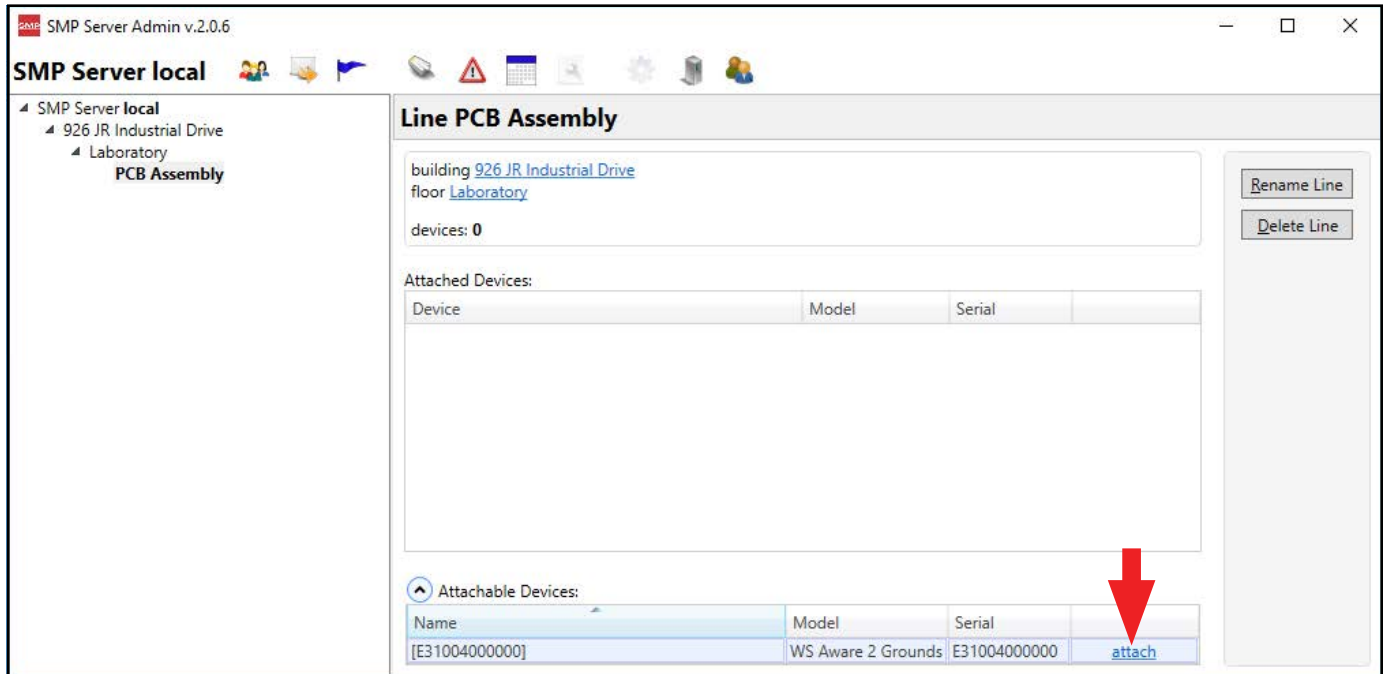 SMP SMP Server Admin v.2.0.6
SMP Server local
SMP Server local
926 JR Industrial Drive
Laboratory
PCB Assembly
Line PCB Assembly
building 926 JR Industrial Drive
floor Laboratory
devices: 0
Rename Line
Delete Line
Attached Devices:
Device Model Serial
Attachable Devices:
Name Model Serial
[E31004000000] WS Aware 2 Grounds E31004000000 attach